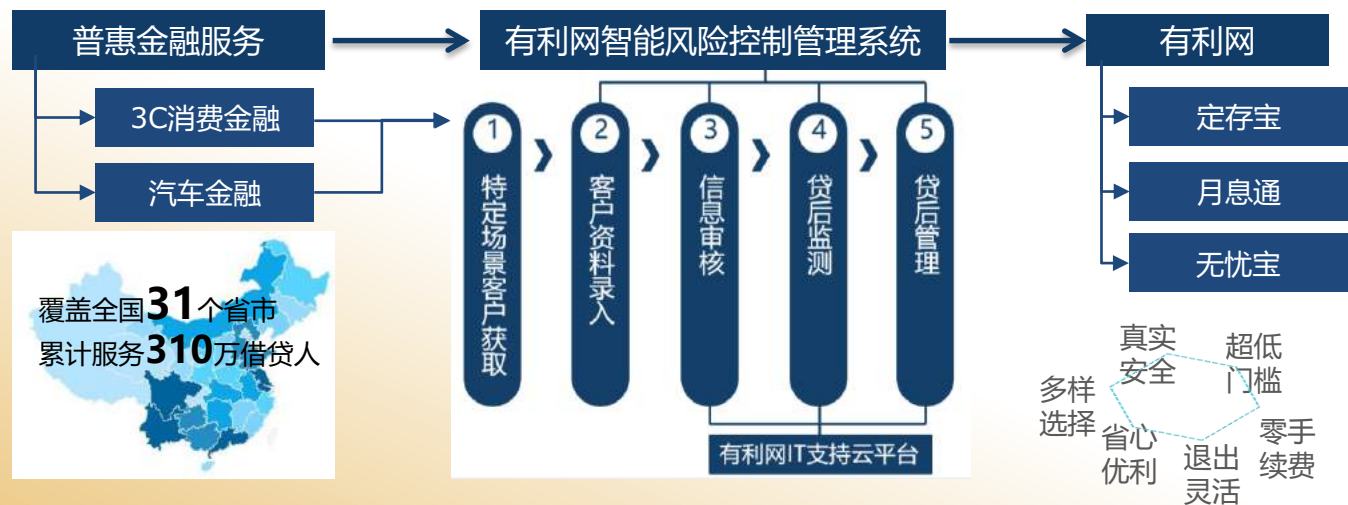 普惠金融服务
有利网智能风险控制管理系统
有利网
3C消费金融
汽车金融
覆盖全国31个省市
累计服务310万借贷人
1
特定场景客户获取
2
客户资料录入
3
信息审核
4
贷后监测
5
贷后管理
有利网IT支持云平台
定存宝
月息通
无忧宝
真实
安全
超低
门槛
多样
选择
省心
优利
退出
灵活
零手
续费